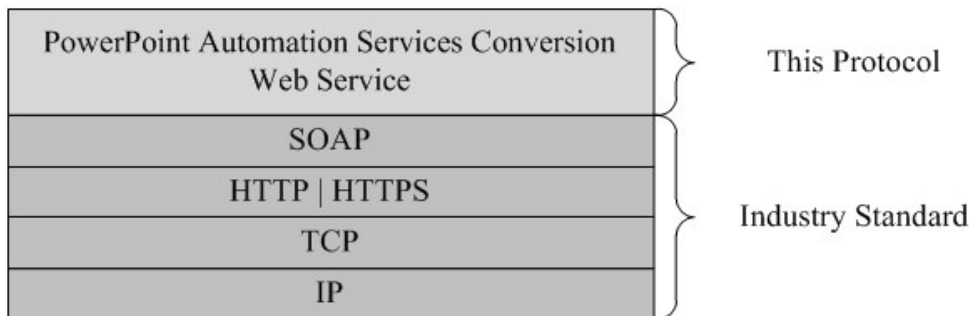 PowerPoint Automation Services Conversion
Web Service
This Protocol
SOAP
HTTP | HTTPS
TCP
IP
Industry Standard